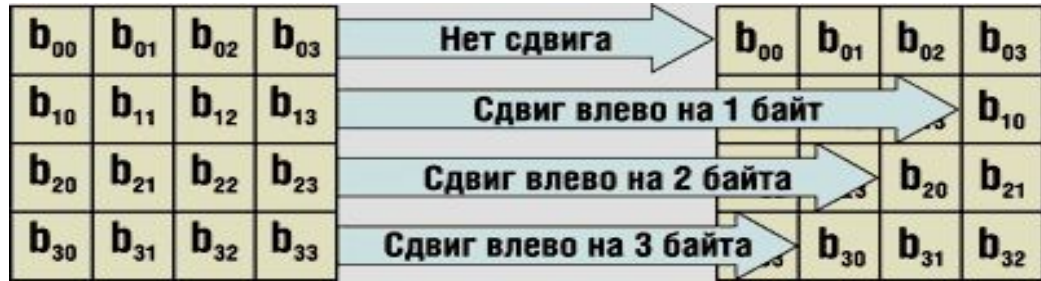 b₀₀ b₀₁ b₀₂ b₀₃ Нет сдвига b₀₀ b₀₁ b₀₂ b₀₃
b₁₀ b₁₁ b₁₂ b₁₃ Сдвиг влево на 1 байт b₁₀
b₂₀ b₂₁ b₂₂ b₂₃ Сдвиг влево на 2 байта b₂₀ b₂₁
b₃₀ b₃₁ b₃₂ b₃₃ Сдвиг влево на 3 байта b₃₀ b₃₁ b₃₂